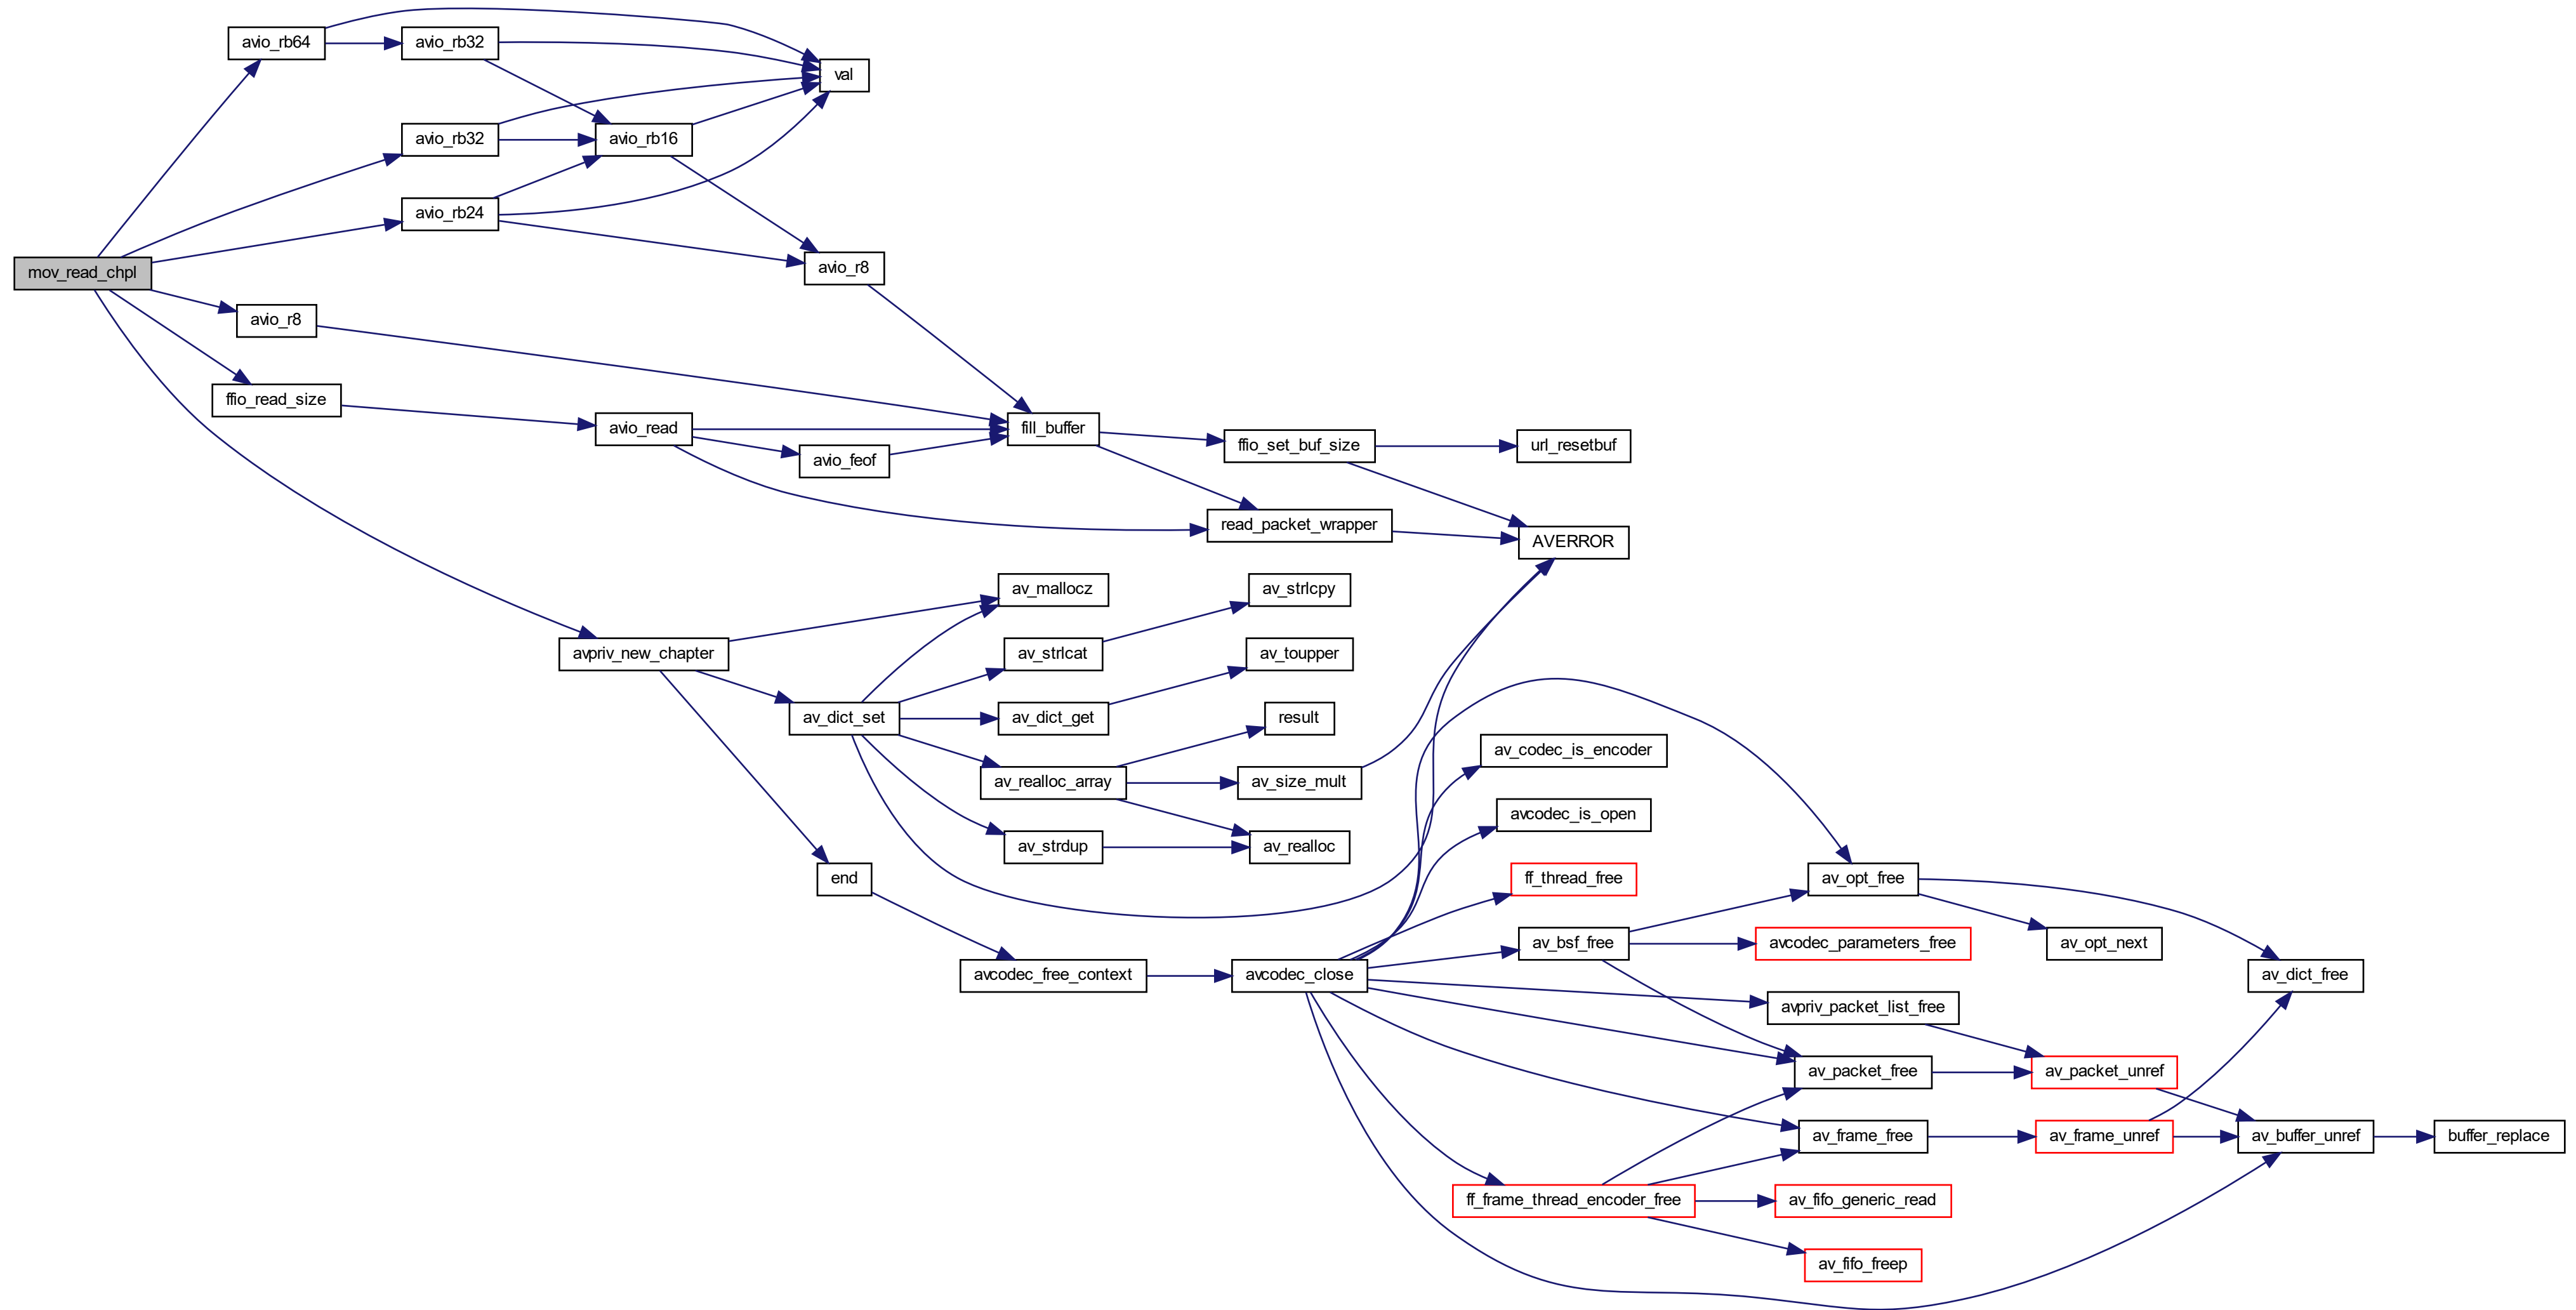 avio_rb64
avio_rb32
val
avio_rb32
avio_rb16
avio_rb24
mov_read_chpl
avio_r8
avio_r8
ffio_read_size
avio_read
fill_buffer
ffio_set_buf_size
url_resetbuf
avio_feof
read_packet_wrapper
AVERROR
av_mallocz
av_strlcpy
avpriv_new_chapter
av_strlcat
av_toupper
av_dict_set
av_dict_get
result
av_codec_is_encoder
av_realloc_array
av_size_mult
avcodec_is_open
av_strdup
av_realloc
end
ff_thread_free
av_opt_free
av_bsf_free
avcodec_parameters_free
av_opt_next
avcodec_free_context
avcodec_close
av_dict_free
avpriv_packet_list_free
av_packet_free
av_packet_unref
av_frame_free
av_frame_unref
av_buffer_unref
buffer_replace
ff_frame_thread_encoder_free
av_fifo_generic_read
av_fifo_freep